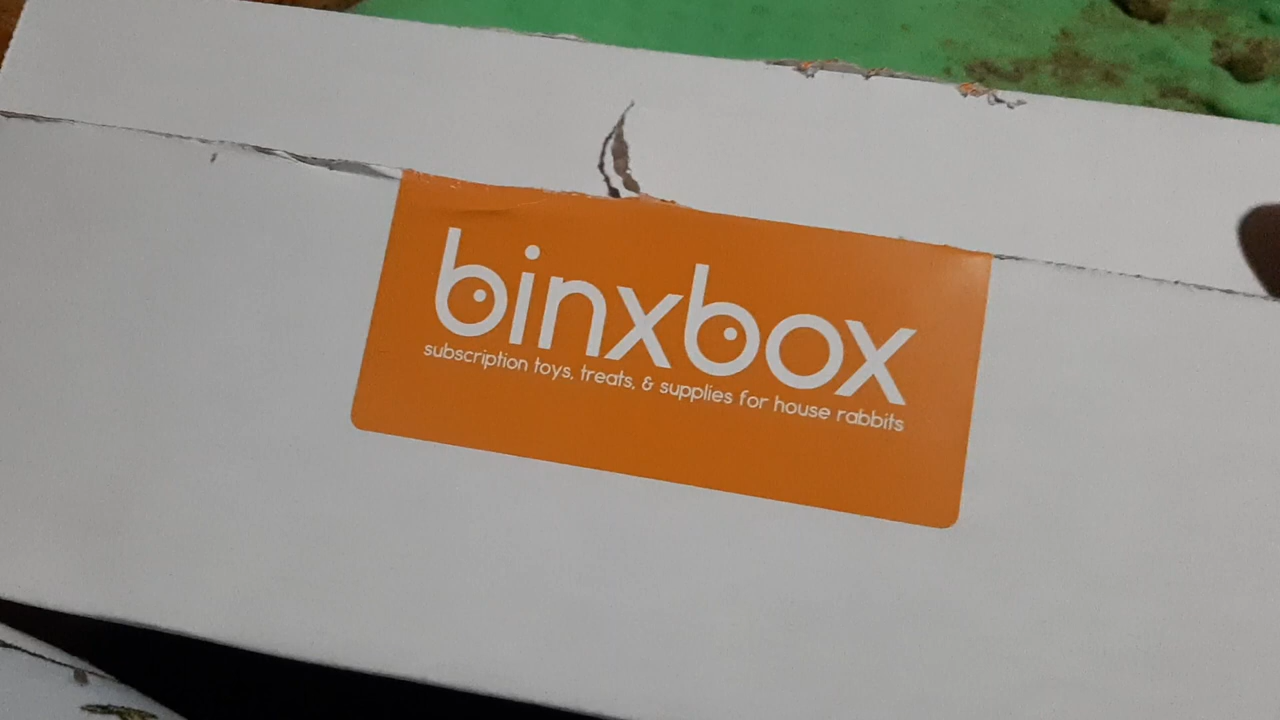 binxbox
subscription toys, treats, & supplies for house rabbits